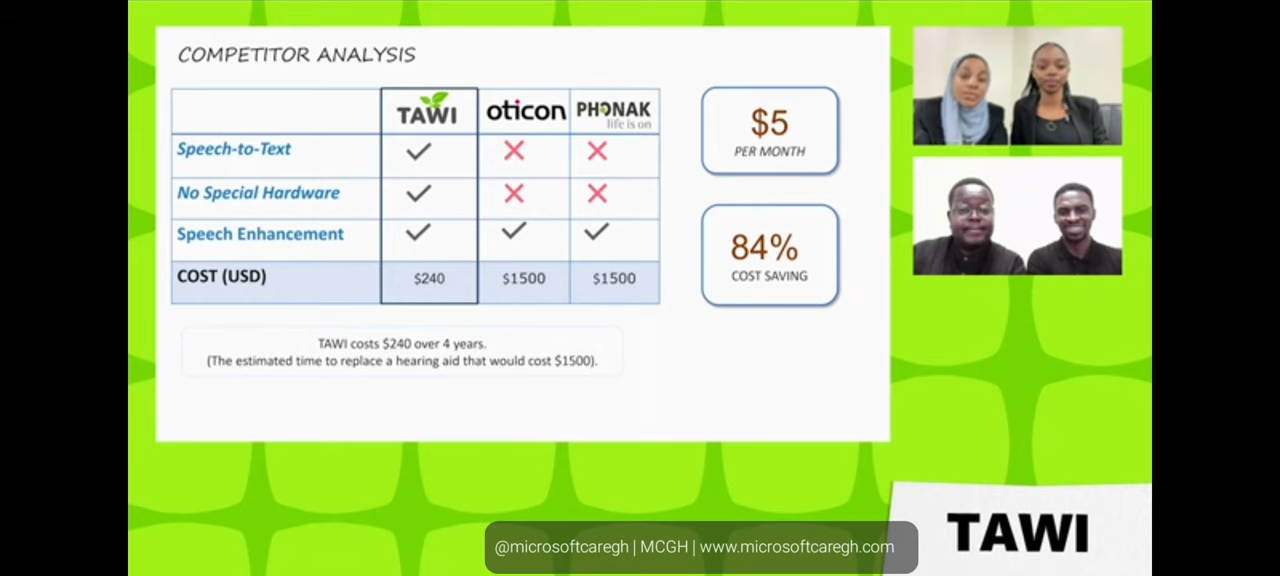 COMPETITOR ANALYSIS
TAWI oticon PHONAK
life is on
Speech-to-Text
No Special Hardware
Speech Enhancement
COST (USD) $240 $1500 $1500
TAWI costs $240 over 4 years.
(The estimated time to replace a hearing aid that would cost $1500).
$5
PER MONTH
84%
COST SAVING
TAWI
@microsoftcaregh | MCGH | www.microsoftcaregh.com